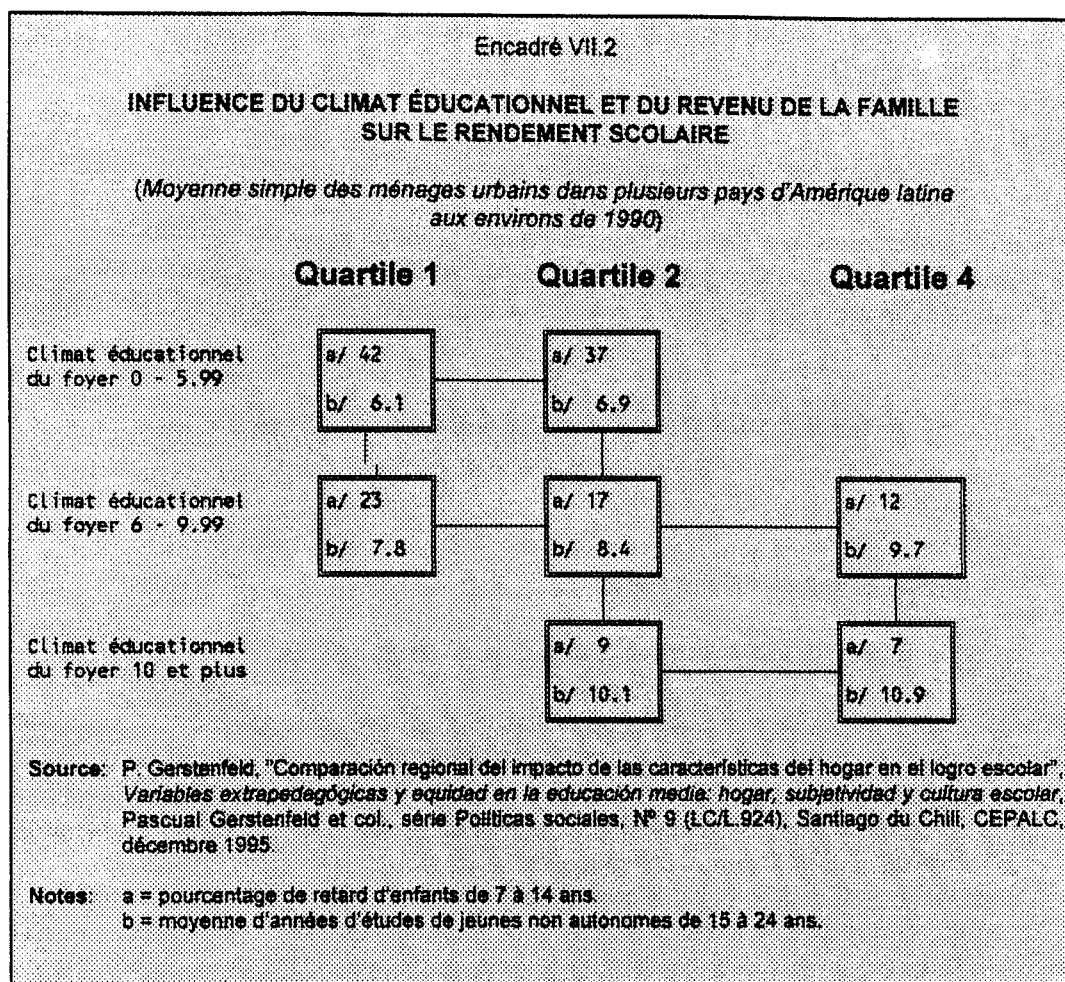 Encadré VII.2
INFLUENCE DU CLIMAT ÉDUCATIONNEL ET DU REVENU DE LA FAMILLE
SUR LE RENDEMENT SCOLAIRE
(Moyenne simple des ménages urbains dans plusieurs pays d'Amérique latine
aux environs de 1990)
Quartile 1 Quartile 2 Quartile 4
Climat éducationnel
du foyer 0 - 5.99
a/ 42
b/ 6.1
a/ 37
b/ 6.9
Climat éducationnel
du foyer 6 - 9.99
a/ 23
b/ 7.8
a/ 17
b/ 8.4
a/ 12
b/ 9.7
Climat éducationnel
du foyer 10 et plus
a/ 9
b/ 10.1
a/ 7
b/ 10.9
Source: P. Gerstenfeld, "Comparación regional del impacto de las características del hogar en el logro escolar",
Variables extrapedagógicas y equidad en la educación media: hogar, subjetividad y cultura escolar,
Pascual Gerstenfeld et col., série Políticas sociales, Nº 9 (LC/L.924), Santiago du Chili, CEPALC,
décembre 1995.
Notes: a = pourcentage de retard d'enfants de 7 à 14 ans.
b = moyenne d'années d'études de jeunes non autonomes de 15 à 24 ans.